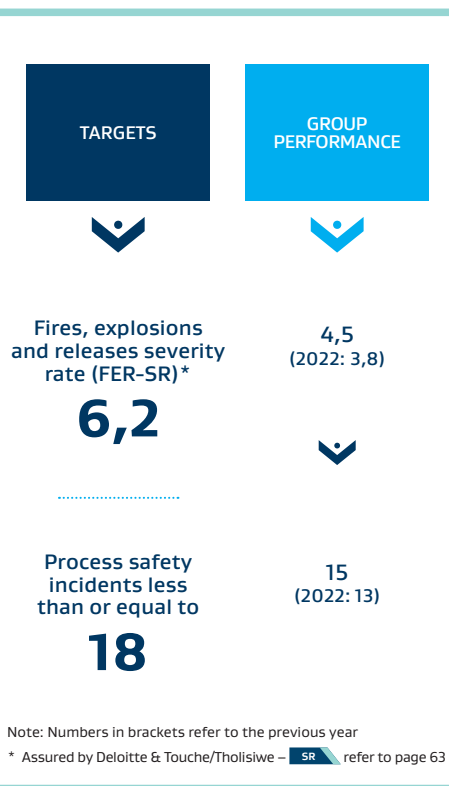 TARGETS
GROUP
PERFORMANCE
Fires, explosions
and releases severity
rate (FER-SR)*
6,2
4,5
(2022: 3,8)
Process safety
incidents less
than or equal to
18
15
(2022: 13)
Note: Numbers in brackets refer to the previous year
* Assured by Deloitte & Touche/Tholisiwe – SR refer to page 63